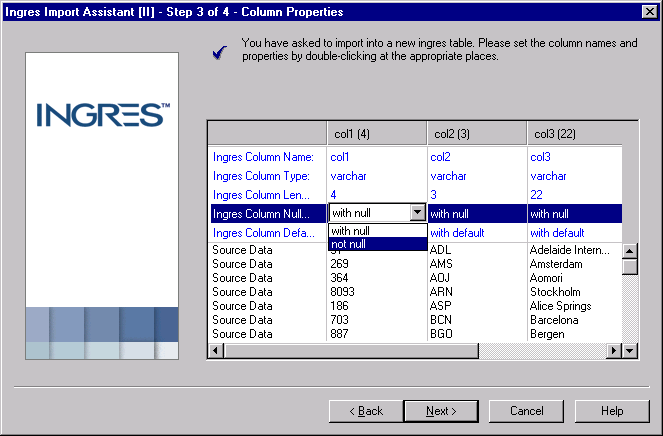 Ingres Import Assistant [II] - Step 3 of 4 - Column Properties
You have asked to import into a new ingres table. Please set the column names and
properties by double-clicking at the appropriate places.
INGRES™
col1 (4) col2 (3) col3 (22)
Ingres Column Name: col1 col2 col3
Ingres Column Type: varchar varchar varchar
Ingres Column Len... 4 3 22
Ingres Column Null... with null with null with null
with null
Ingres Column Defa... with default with default
not null
Source Data ADL Adelaide Intern...
Source Data 269 AMS Amsterdam
Source Data 364 AOJ Aomori
Source Data 8093 ARN Stockholm
Source Data 186 ASP Alice Springs
Source Data 703 BCN Barcelona
Source Data 887 BGO Bergen
< Back Next > Cancel Help